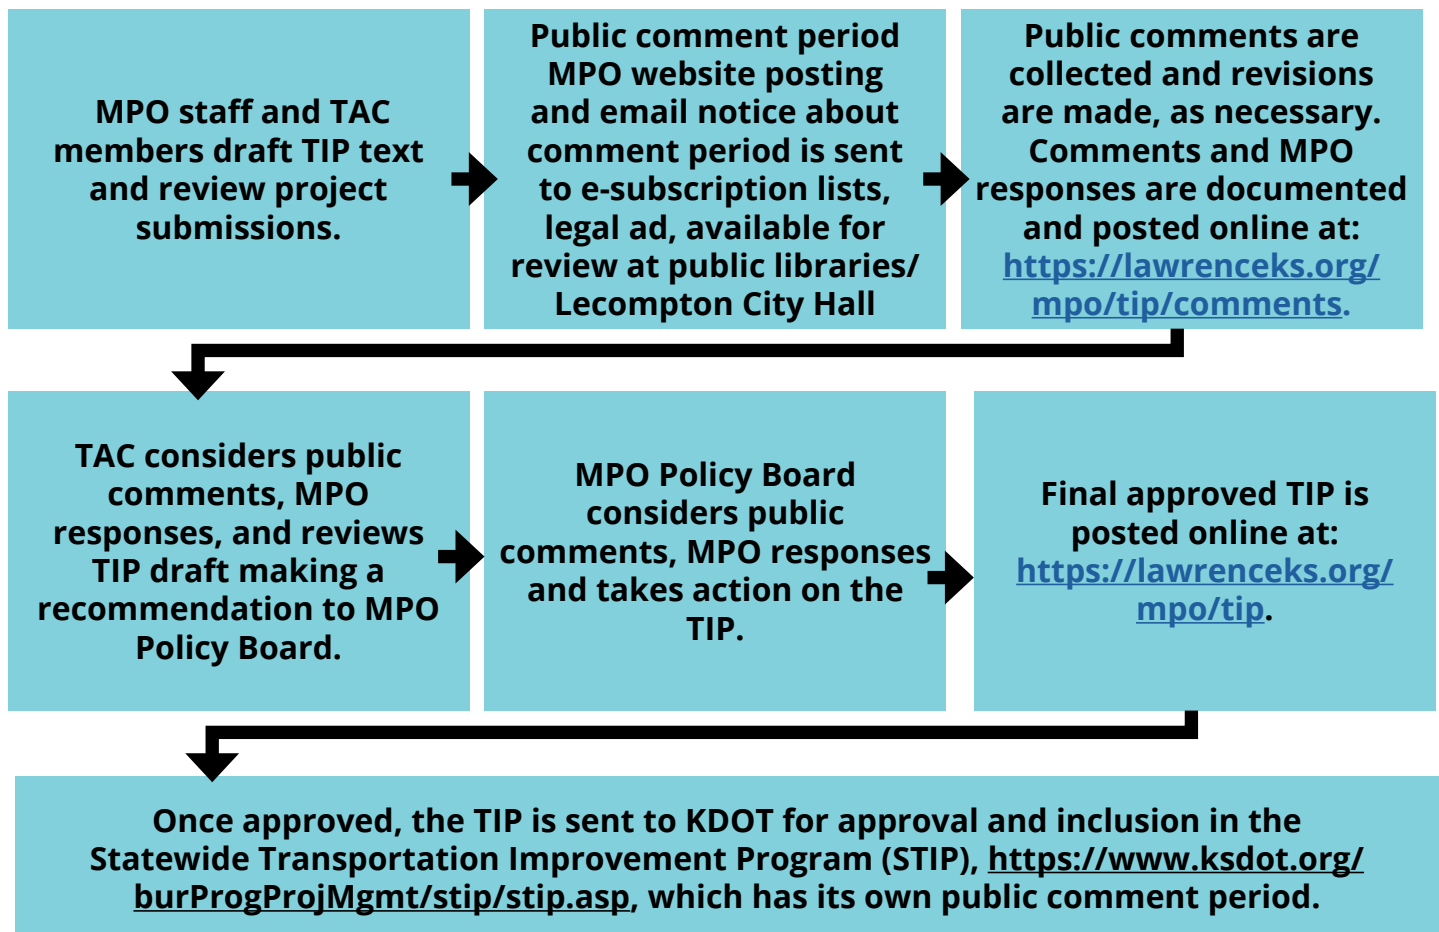 MPO staff and TAC
members draft TIP text
and review project
submissions.
Public comment period
MPO website posting
and email notice about
comment period is sent
to e-subscription lists,
legal ad, available for
review at public libraries/
Lecompton City Hall
Public comments are
collected and revisions
are made, as necessary.
Comments and MPO
responses are documented
and posted online at:
https://lawrenceks.org/
mpo/tip/comments.
TAC considers public
comments, MPO
responses, and reviews
TIP draft making a
recommendation to MPO
Policy Board.
MPO Policy Board
considers public
comments, MPO responses
and takes action on the
TIP.
Final approved TIP is
posted online at:
https://lawrenceks.org/
mpo/tip.
Once approved, the TIP is sent to KDOT for approval and inclusion in the
Statewide Transportation Improvement Program (STIP), https://www.ksdot.org/
burProgProjMgmt/stip/stip.asp, which has its own public comment period.